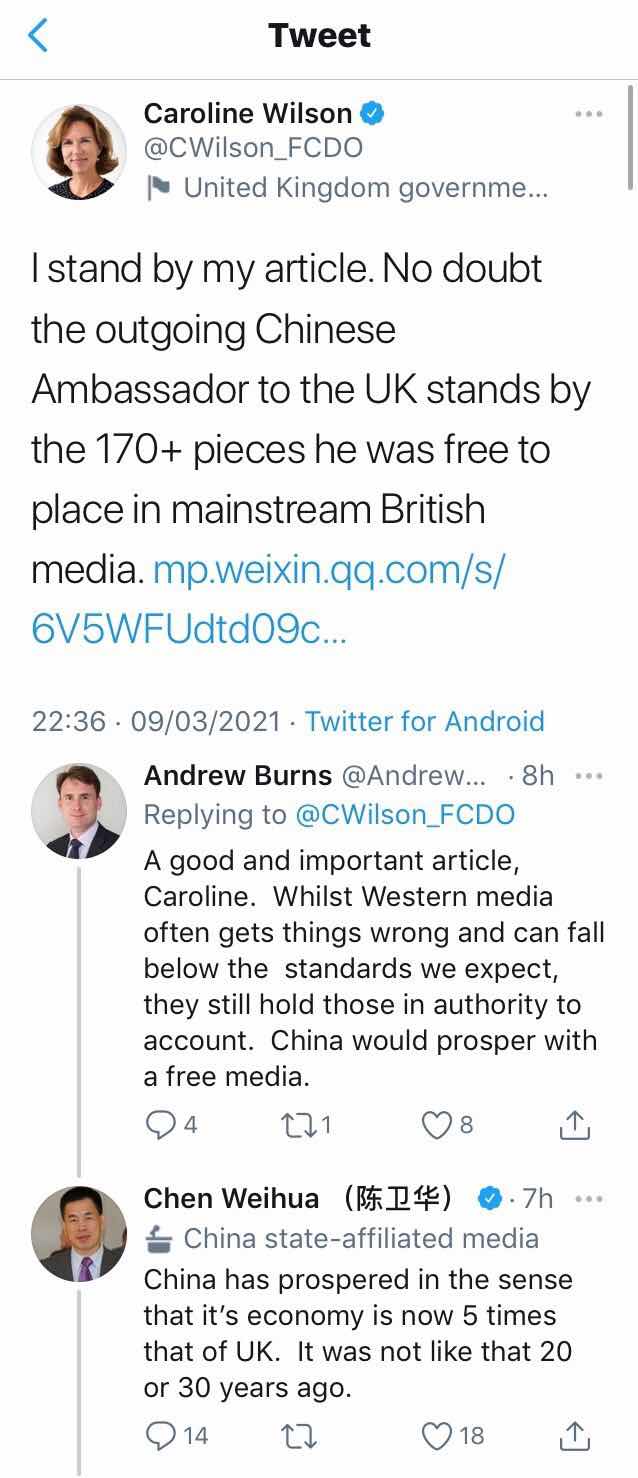 Tweet
Caroline Wilson
@CWilson_FCDO
United Kingdom governme...
I stand by my article. No doubt
the outgoing Chinese
Ambassador to the UK stands by
the 170+ pieces he was free to
place in mainstream British
media. mp.weixin.qq.com/s/
6V5WFUdtd09c...
22:36 · 09/03/2021 · Twitter for Android
Andrew Burns @Andrew... · 8h
Replying to @CWilson_FCDO
A good and important article,
Caroline.  Whilst Western media
often gets things wrong and can fall
below the  standards we expect,
they still hold those in authority to
account.  China would prosper with
a free media.
4 1 8
Chen Weihua （陈卫华） · 7h
China state-affiliated media
China has prospered in the sense
that it's economy is now 5 times
that of UK.  It was not like that 20
or 30 years ago.
14 18